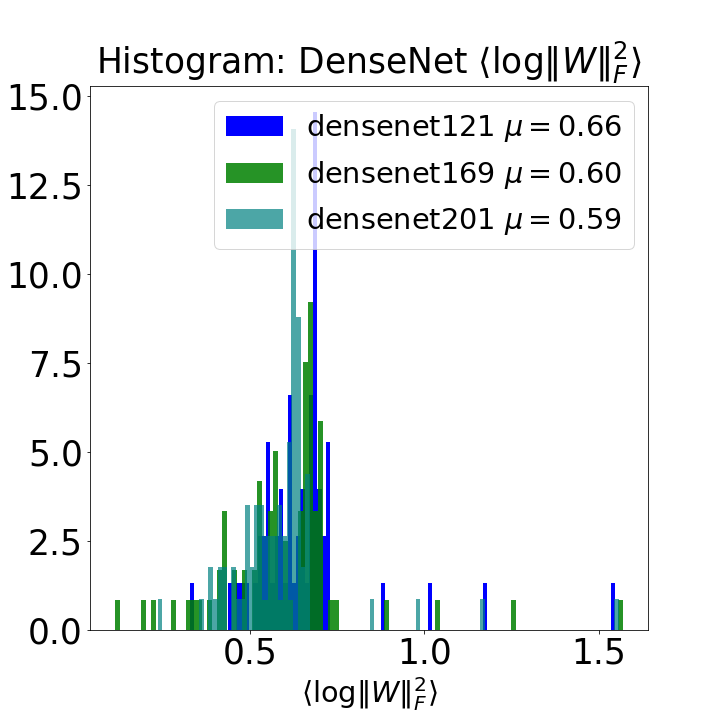 Histogram: DenseNet ⟨log‖W‖²_F⟩
15.0
12.5
10.0
7.5
5.0
2.5
0.0
densenet121 μ = 0.66
densenet169 μ = 0.60
densenet201 μ = 0.59
0.5 1.0 1.5
⟨log‖W‖²_F⟩